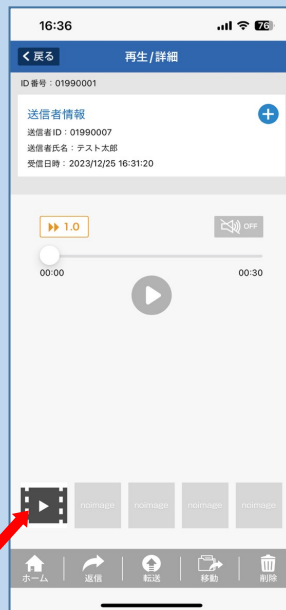 16:36
76
戻る
再生/詳細
ID番号:01990001
送信者情報
送信者ID:01990007
送信者氏名:テスト太郎
受信日時:2023/12/25 16:31:20
1.0
OFF
00:00
00:30
noimage
noimage
noimage
noimage
ホーム
返信
転送
移動
削除